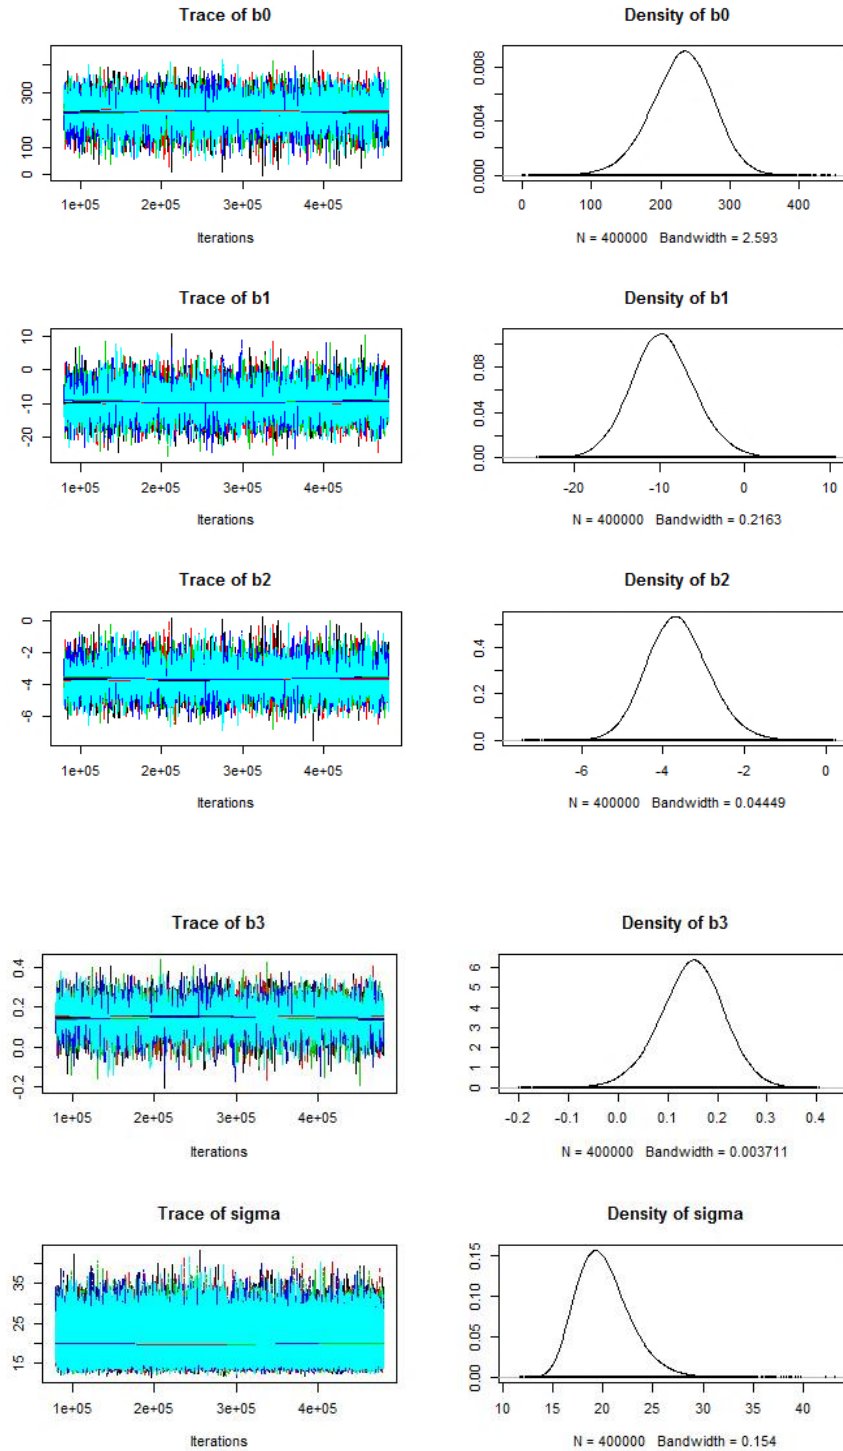 Trace of b0
Density of b0
300
100
0
1e+05 2e+05 3e+05 4e+05
Iterations
0.008
0.004
0.000
0 100 200 300 400
N = 400000 Bandwidth = 2.593
Trace of b1
Density of b1
10
0
-10
-20
1e+05 2e+05 3e+05 4e+05
Iterations
0.08
0.04
0.00
-20 -10 0 10
N = 400000 Bandwidth = 0.2163
Trace of b2
Density of b2
0
-2
-4
-6
1e+05 2e+05 3e+05 4e+05
Iterations
0.4
0.2
0.0
-6 -4 -2 0
N = 400000 Bandwidth = 0.04449
Trace of b3
Density of b3
0.4
0.2
0.0
-0.2
1e+05 2e+05 3e+05 4e+05
Iterations
6
5
4
3
2
1
0
-0.2 -0.1 0.0 0.1 0.2 0.3 0.4
N = 400000 Bandwidth = 0.003711
Trace of sigma
Density of sigma
35
25
15
1e+05 2e+05 3e+05 4e+05
Iterations
0.15
0.10
0.05
0.00
10 15 20 25 30 35 40
N = 400000 Bandwidth = 0.154